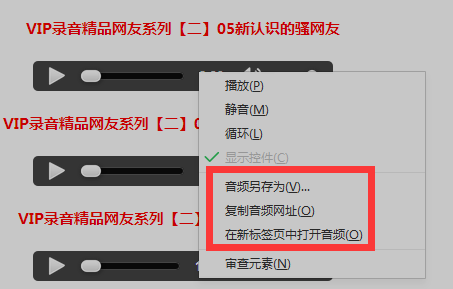 VIP录音精品网友系列【二】05新认识的骚网友
播放(P)
静音(M)
VIP录音精品网友系列【二】0
循环(L)
显示控件(C)
音频另存为(V)...
复制音频网址(O)
VIP录音精品网友系列【二】
在新标签页中打开音频(O)
审查元素(N)